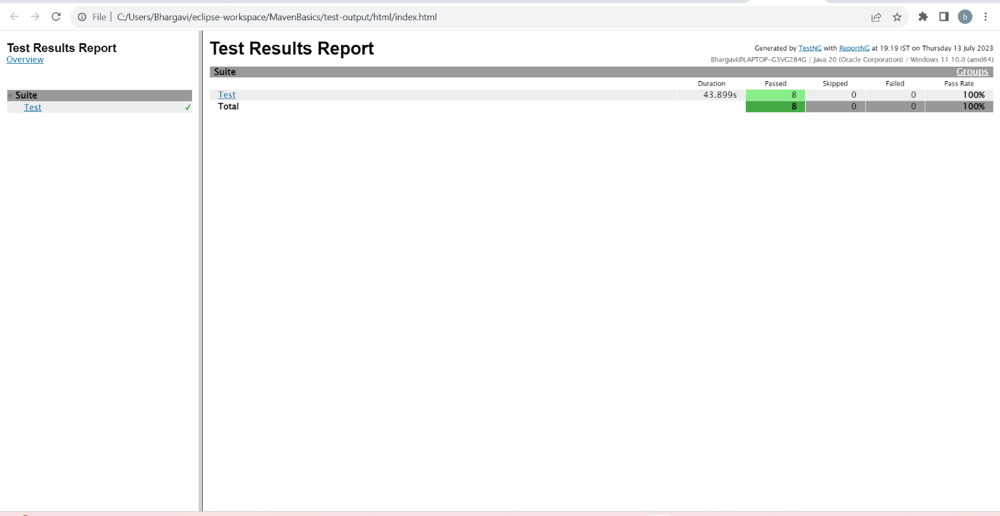 File | C:/Users/Bhargavi/eclipse-workspace/MavenBasics/test-output/html/index.html
b
Test Results Report
Overview
Suite
Test ✓
Test Results Report
Generated by TestNG with ReportNG at 19:19 IST on Thursday 13 July 2023
Bhargavi@LAPTOP-G3VG284G / Java 20 (Oracle Corporation) / Windows 11 10.0 (amd64)
Suite Groups
Duration Passed Skipped Failed Pass Rate
Test 43.899s 8 0 0 100%
Total 8 0 0 100%